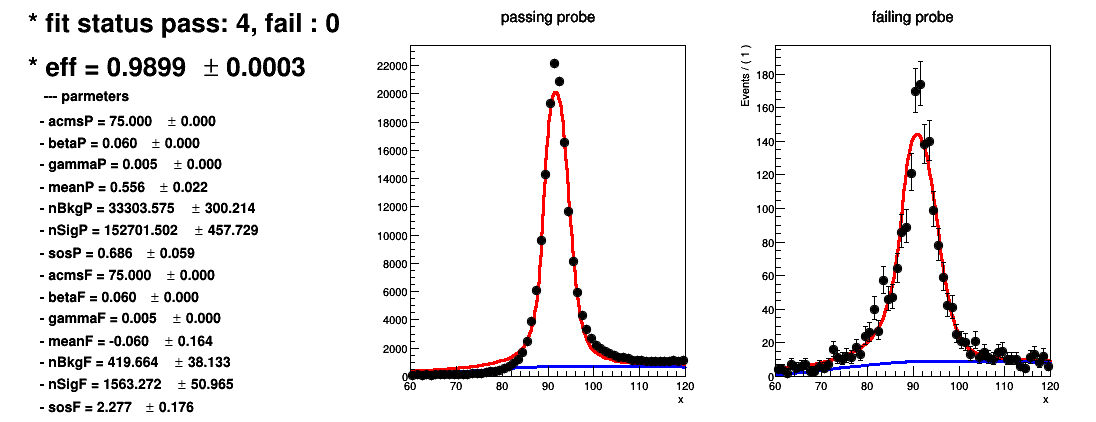 * fit status pass: 4, fail : 0
* eff = 0.9899 ± 0.0003
--- parmeters
- acmsP = 75.000 ± 0.000
- betaP = 0.060 ± 0.000
- gammaP = 0.005 ± 0.000
- meanP = 0.556 ± 0.022
- nBkgP = 33303.575 ± 300.214
- nSigP = 152701.502 ± 457.729
- sosP = 0.686 ± 0.059
- acmsF = 75.000 ± 0.000
- betaF = 0.060 ± 0.000
- gammaF = 0.005 ± 0.000
- meanF = -0.060 ± 0.164
- nBkgF = 419.664 ± 38.133
- nSigF = 1563.272 ± 50.965
- sosF = 2.277 ± 0.176
passing probe
22000
20000
18000
16000
14000
12000
10000
8000
6000
4000
2000
0
60 70 80 90 100 110 120
x
failing probe
Events / ( 1 )
180
160
140
120
100
80
60
40
20
0
60 70 80 90 100 110 120
x